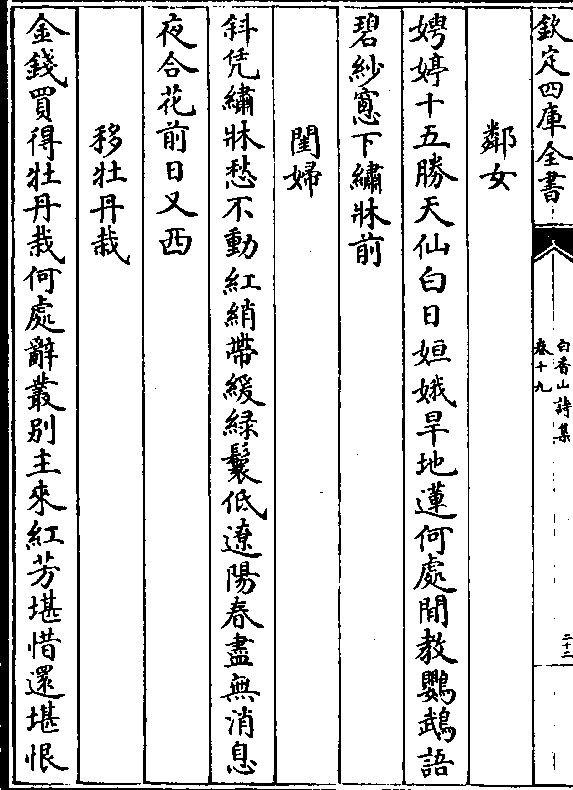 欽定四庫全書
白香山詩集
卷十九
二十二
鄰女
娉婷十五勝天仙白日姮娥旱地蓮何處閒教鸚鵡語
碧紗窻下繡牀前
閨婦
斜凭繡牀愁不動紅綃帶緩緑鬟低遼陽春盡無消息
夜合花前日又西
移牡丹栽
金錢買得牡丹栽何處辭叢别主來紅芳堪惜還堪恨